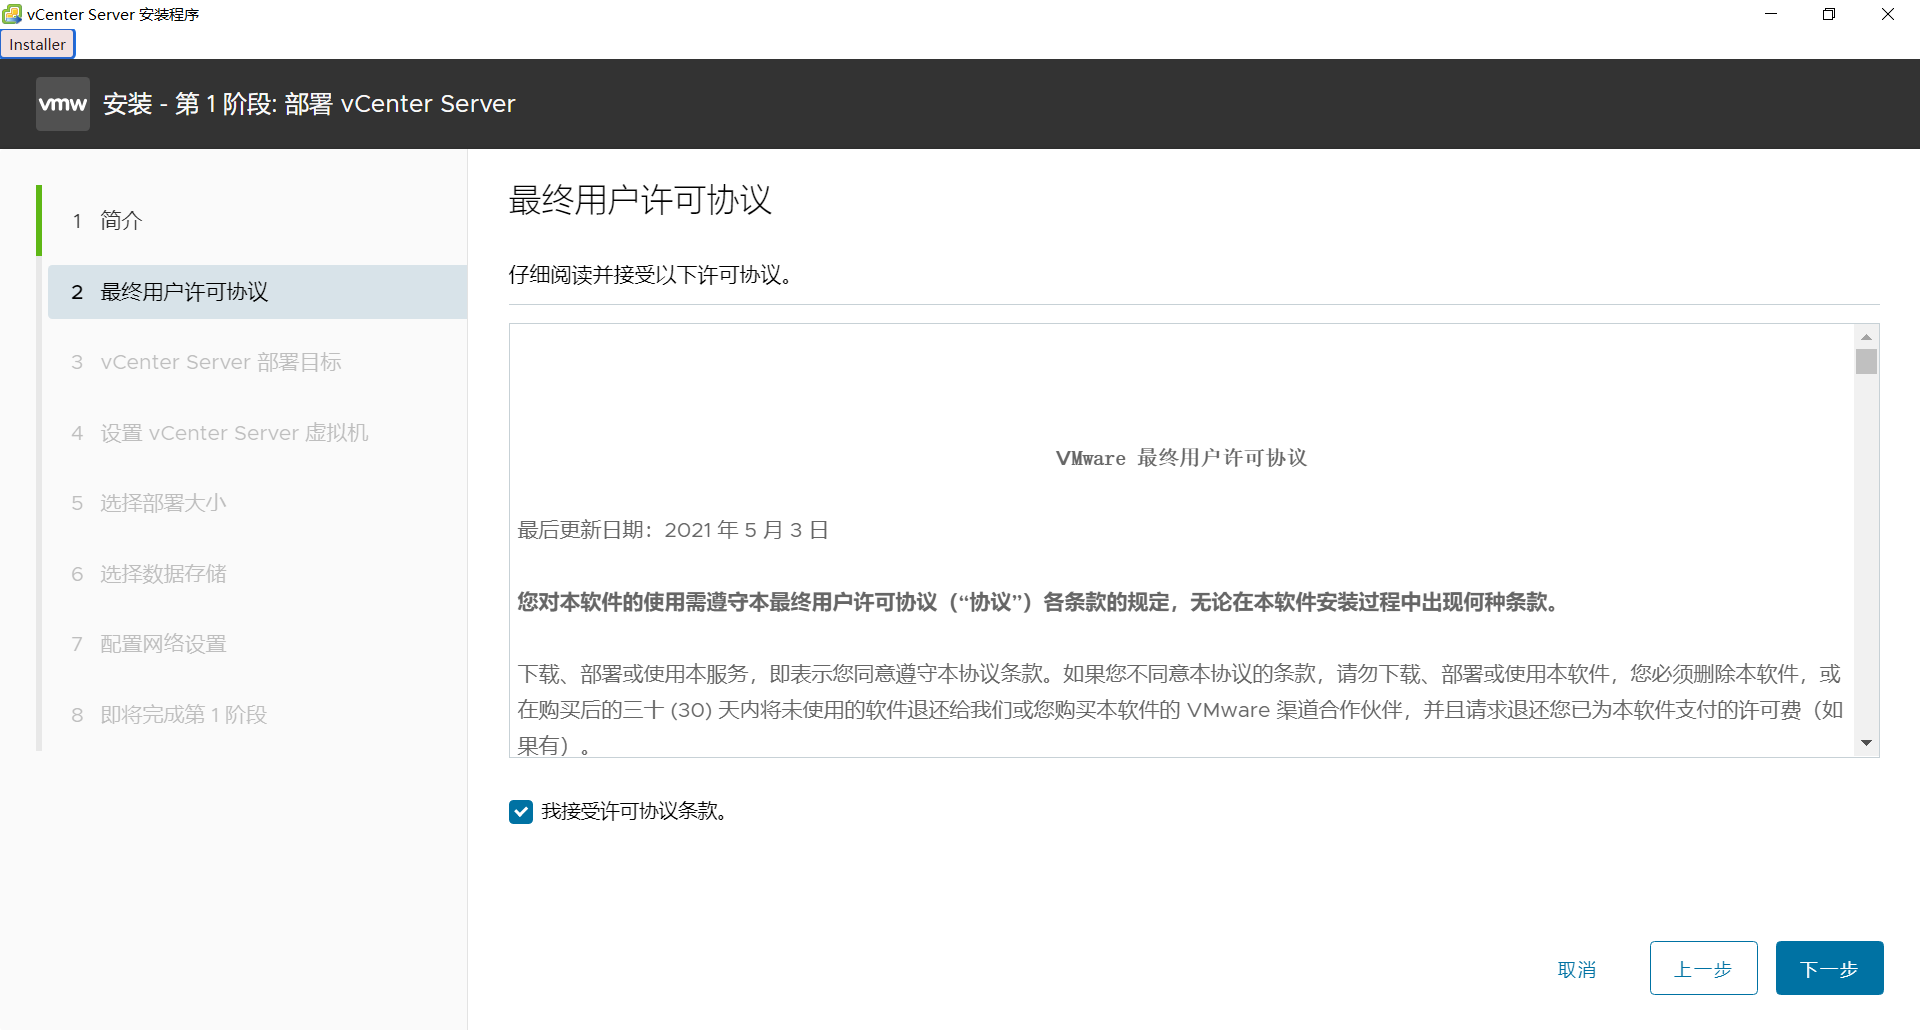 vCenter Server 安装程序
Installer
vmw 安装 - 第 1 阶段: 部署 vCenter Server
1 简介
2 最终用户许可协议
3 vCenter Server 部署目标
4 设置 vCenter Server 虚拟机
5 选择部署大小
6 选择数据存储
7 配置网络设置
8 即将完成第 1 阶段
最终用户许可协议
仔细阅读并接受以下许可协议。
VMware 最终用户许可协议
最后更新日期：2021 年 5 月 3 日
您对本软件的使用需遵守本最终用户许可协议（“协议”）各条款的规定，无论在本软件安装过程中出现何种条款。
下载、部署或使用本服务，即表示您同意遵守本协议条款。如果您不同意本协议的条款，请勿下载、部署或使用本软件，您必须删除本软件，或
在购买后的三十 (30) 天内将未使用的软件退还给我们或您购买本软件的 VMware 渠道合作伙伴，并且请求退还您已为本软件支付的许可费（如
果有）。
我接受许可协议条款。
取消
上一步
下一步